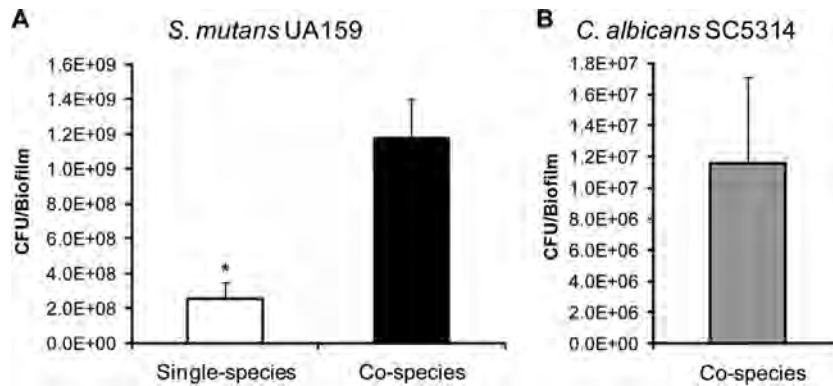 A
S. mutans UA159
1.6E+09
1.4E+09
1.2E+09
1.0E+09
8.0E+08
6.0E+08
4.0E+08
2.0E+08
0.0E+00
CFU/Biofilm
*
Single-species
Co-species
B
C. albicans SC5314
1.8E+07
1.6E+07
1.4E+07
1.2E+07
1.0E+07
8.0E+06
6.0E+06
4.0E+06
2.0E+06
0.0E+00
CFU/Biofilm
Co-species